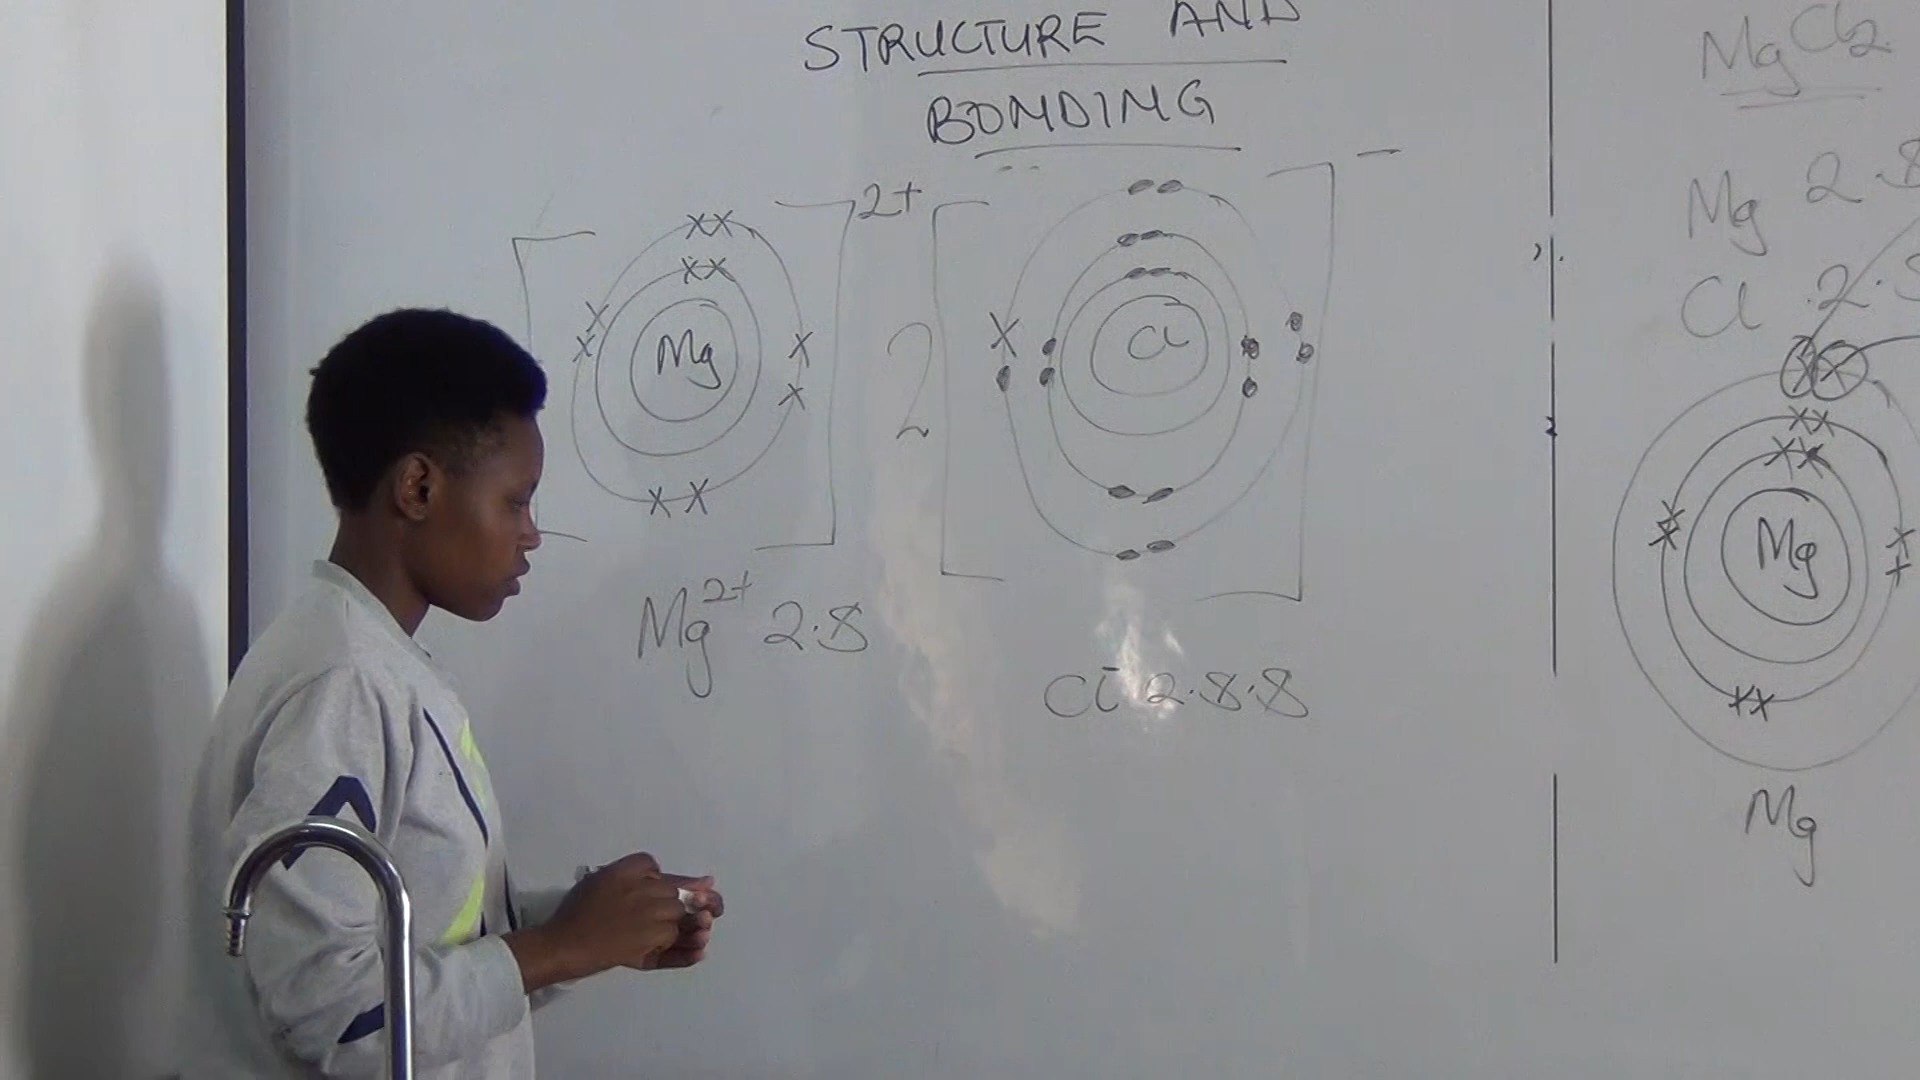 STRUCTURE AND
BONDING
2+
Mg
2
Cl
−
Mg²⁺ 2.8
Cl⁻ 2.8.8
MgCl₂
Mg 2.8
Cl 2.8
Mg
Mg